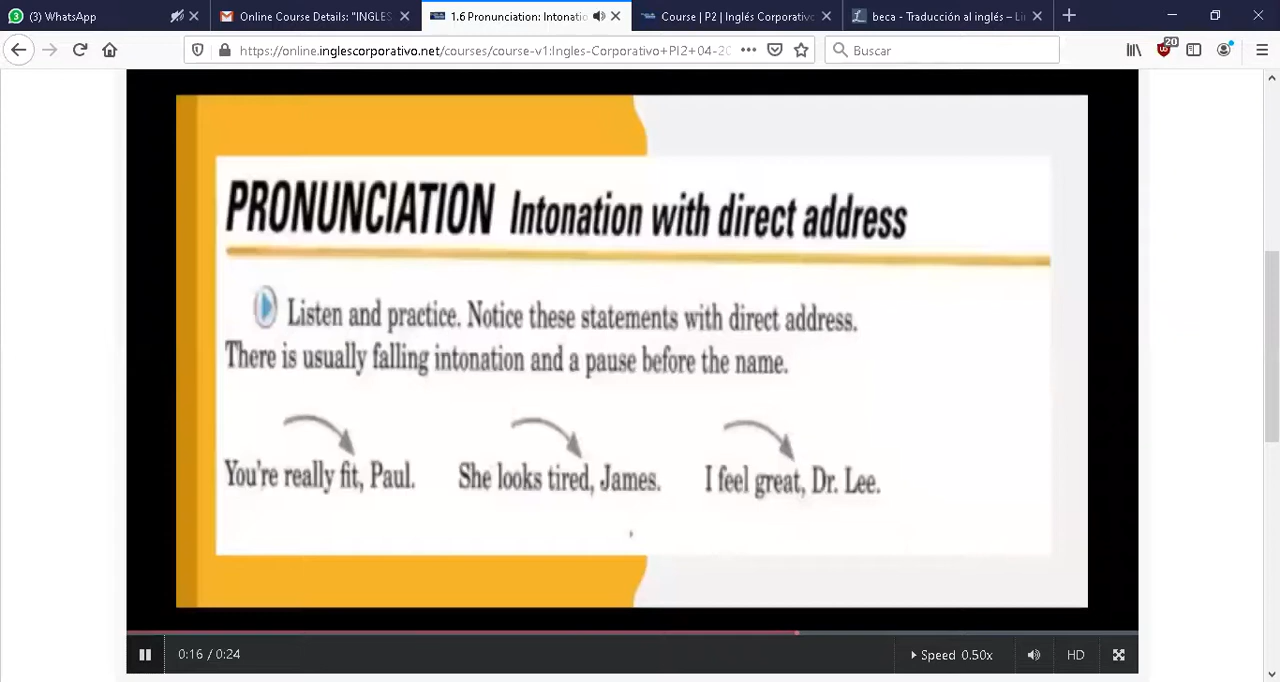 (3) WhatsApp
Online Course Details: "INGLES
1.6 Pronunciation: Intonatio
Course | P2 | Inglés Corporativo
beca - Traducción al inglés – Li
https://online.inglescorporativo.net/courses/course-v1:Ingles-Corporativo+PI2+04-20
Buscar
20
PRONUNCIATION Intonation with direct address
Listen and practice. Notice these statements with direct address.
There is usually falling intonation and a pause before the name.
You're really fit, Paul. She looks tired, James. I feel great, Dr. Lee.
0:16 / 0:24
Speed 0.50x
HD